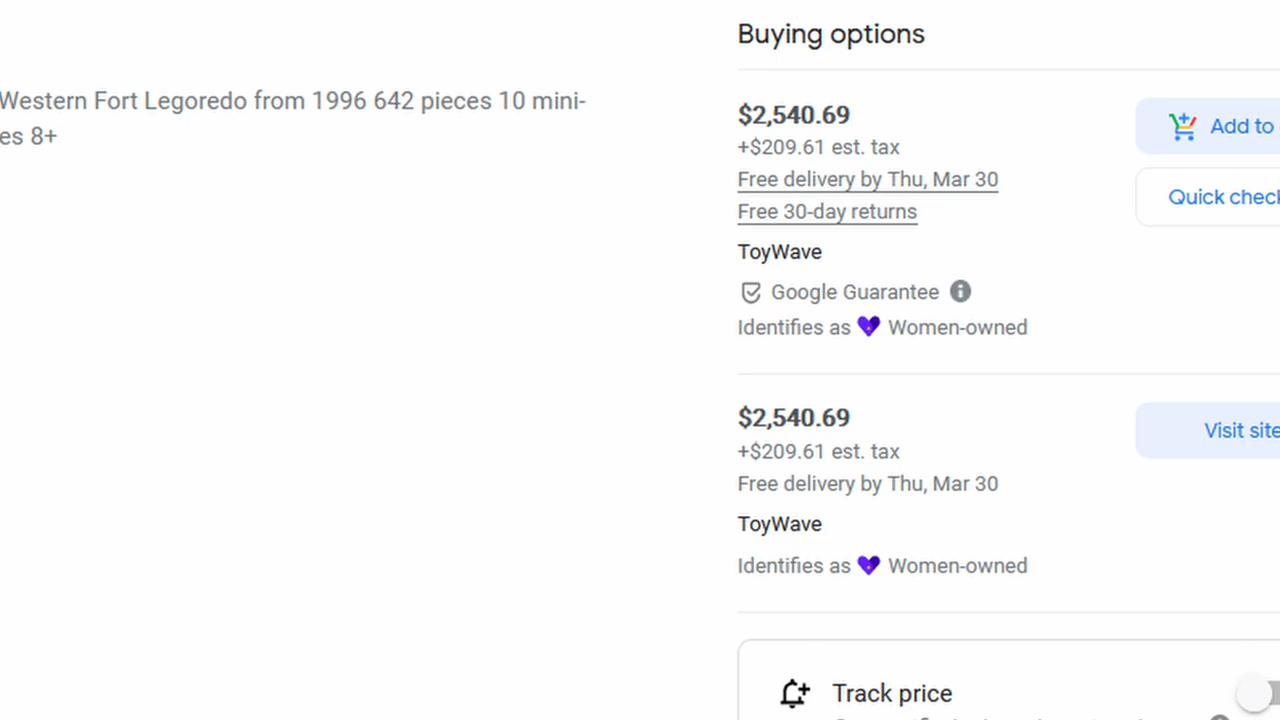 Buying options
Western Fort Legoredo from 1996 642 pieces 10 mini-
es 8+
$2,540.69
+$209.61 est. tax
Free delivery by Thu, Mar 30
Free 30-day returns
ToyWave
Google Guarantee
Identifies as Women-owned
Add to
Quick check
$2,540.69
+$209.61 est. tax
Free delivery by Thu, Mar 30
ToyWave
Identifies as Women-owned
Visit site
Track price